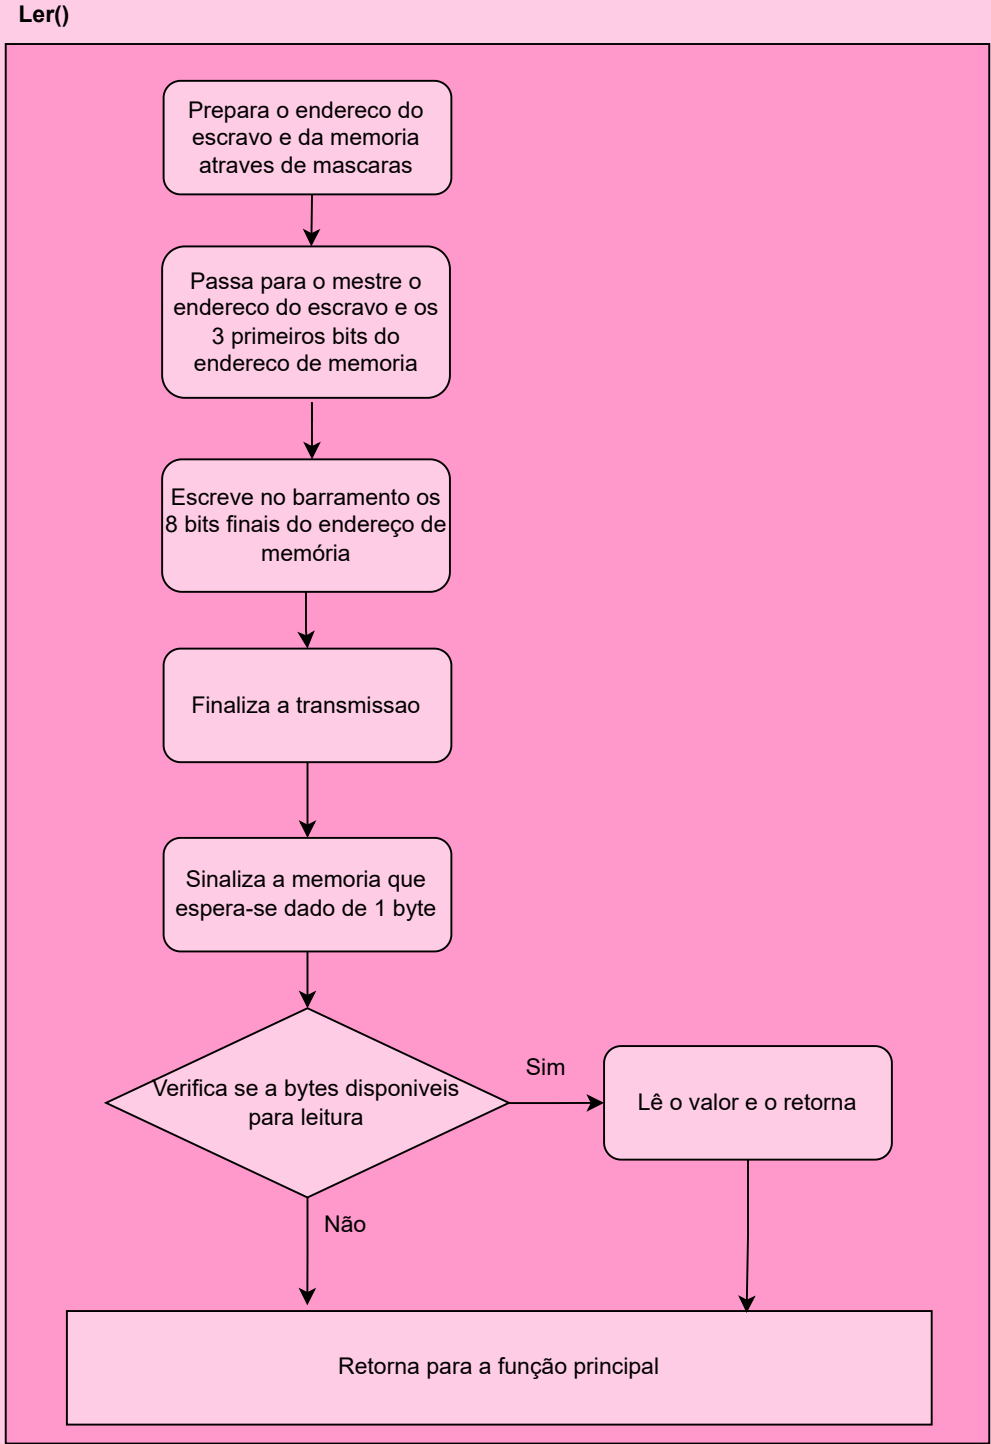 Ler()
Prepara o endereco do
escravo e da memoria
atraves de mascaras
Passa para o mestre o
endereco do escravo e os
3 primeiros bits do
endereco de memoria
Escreve no barramento os
8 bits finais do endereço de
memória
Finaliza a transmissao
Sinaliza a memoria que
espera-se dado de 1 byte
Verifica se a bytes disponiveis
para leitura
Sim
Lê o valor e o retorna
Não
Retorna para a função principal